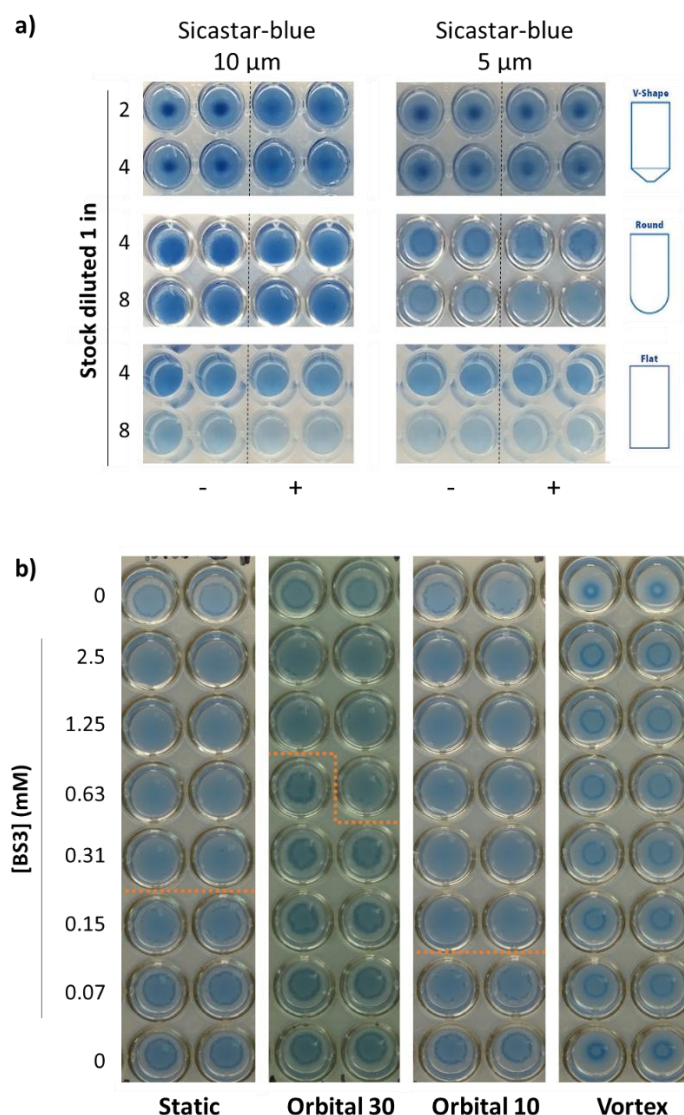 a)
Sicastar-blue
10 µm
Sicastar-blue
5 µm
Stock diluted 1 in
2
4
4
8
4
8
V-Shape
Round
Flat
- +
- +
b)
[BS3] (mM)
0
2.5
1.25
0.63
0.31
0.15
0.07
0
Static
Orbital 30
Orbital 10
Vortex